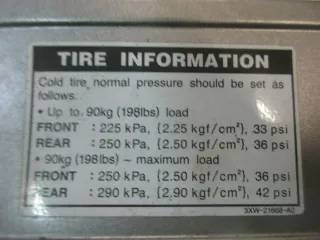 TIRE INFORMATION
Cold tire normal pressure should be set as
follows.
• Up to 90kg (198lbs) load
FRONT : 225 kPa, {2.25 kgf/cm², 33 psi
REAR : 250 kPa, {2.50 kgf/cm², 36 psi
• 90kg (198lbs) ~ maximum load
FRONT : 250 kPa, {2.50 kgf/cm², 36 psi
REAR : 290 kPa, {2.90 kgf/cm², 42 psi
3XW-21668-A0